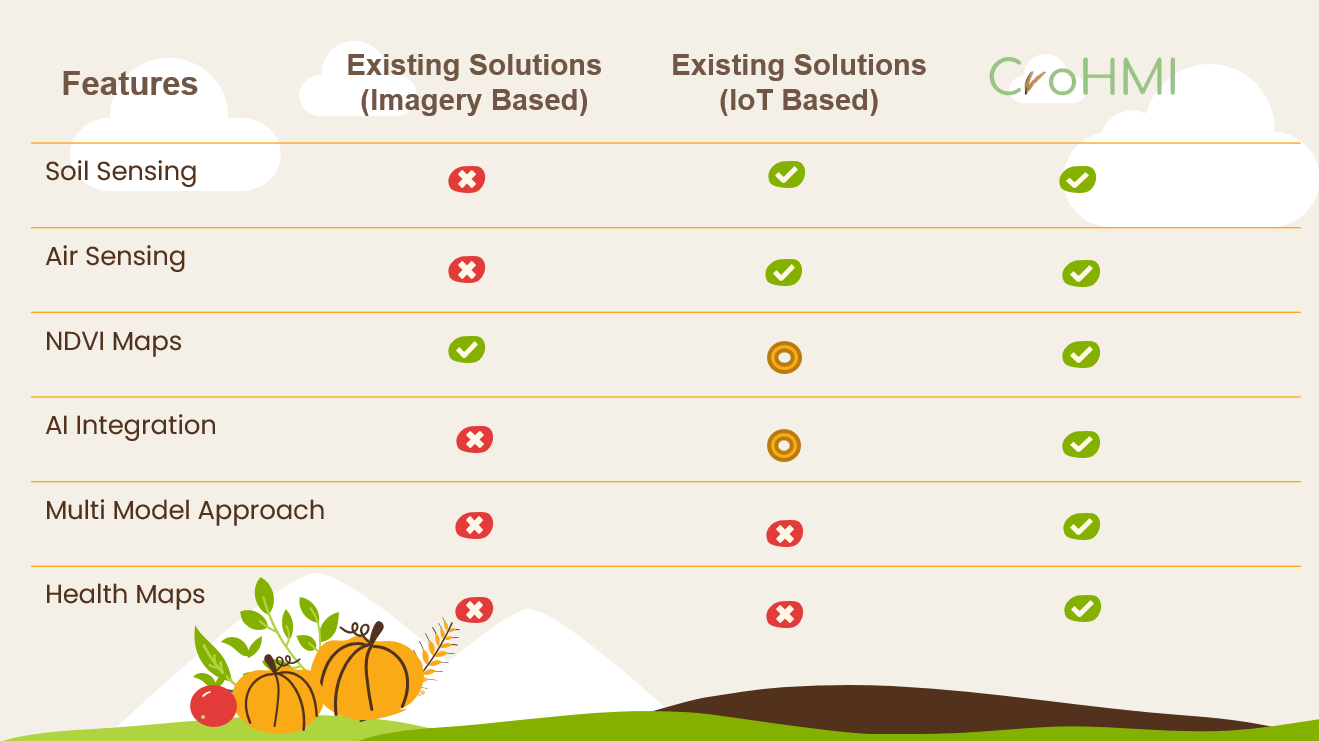 Features
Existing Solutions
(Imagery Based)
Existing Solutions
(IoT Based)
CroHMI
Soil Sensing
Air Sensing
NDVI Maps
AI Integration
Multi Model Approach
Health Maps